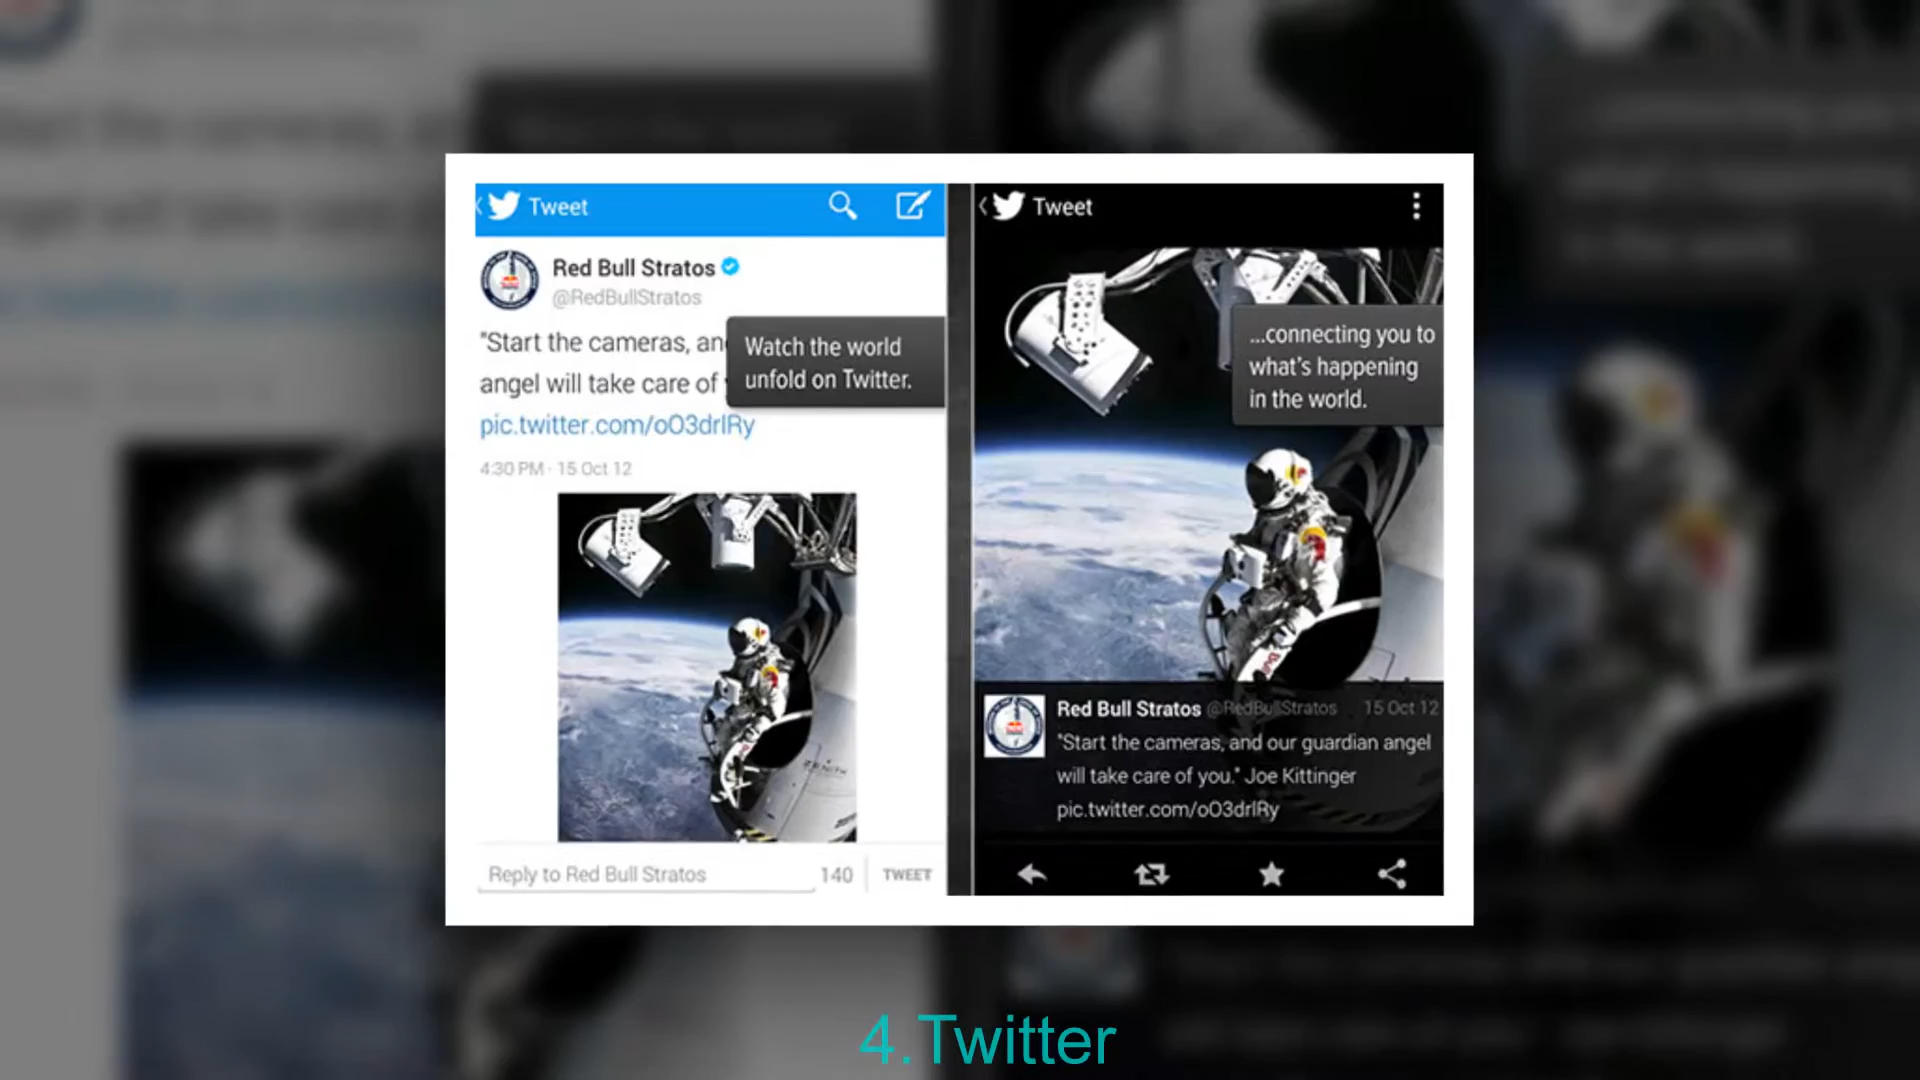 Tweet
Red Bull Stratos
@RedBullStratos
"Start the cameras, an
angel will take care of
pic.twitter.com/oO3drlRy
4:30 PM · 15 Oct 12
Watch the world
unfold on Twitter.
ZENITH
Reply to Red Bull Stratos 140 TWEET
Tweet
...connecting you to
what's happening
in the world.
Red Bull Stratos @RedBullStratos 15 Oct 12
"Start the cameras, and our guardian angel
will take care of you." Joe Kittinger
pic.twitter.com/oO3drlRy
4.Twitter